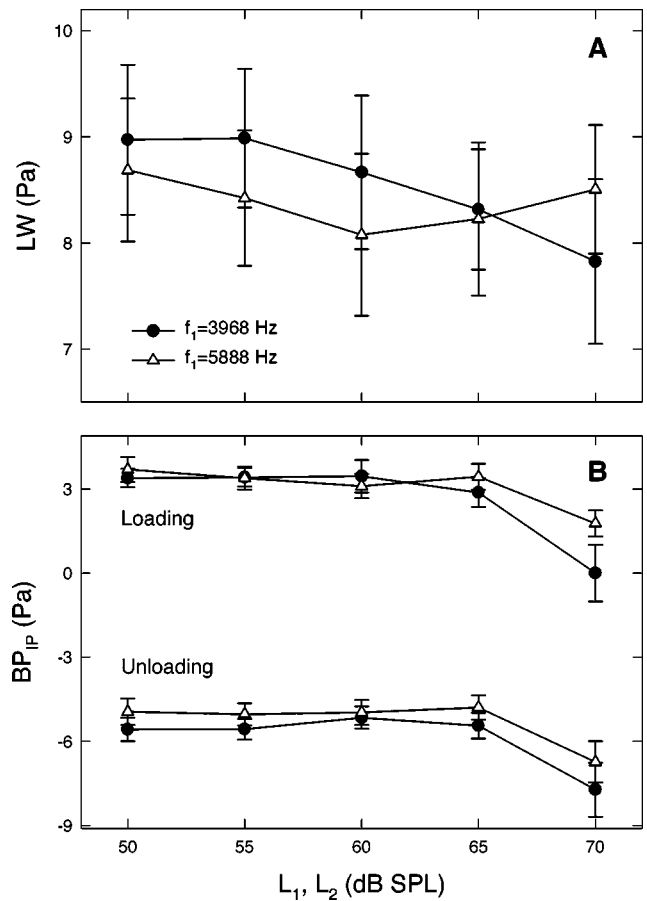 A
10
9
8
7
LW (Pa)
f1=3968 Hz
f1=5888 Hz
B
3
0
-3
-6
-9
BPIP (Pa)
Loading
Unloading
50 55 60 65 70
L1, L2 (dB SPL)